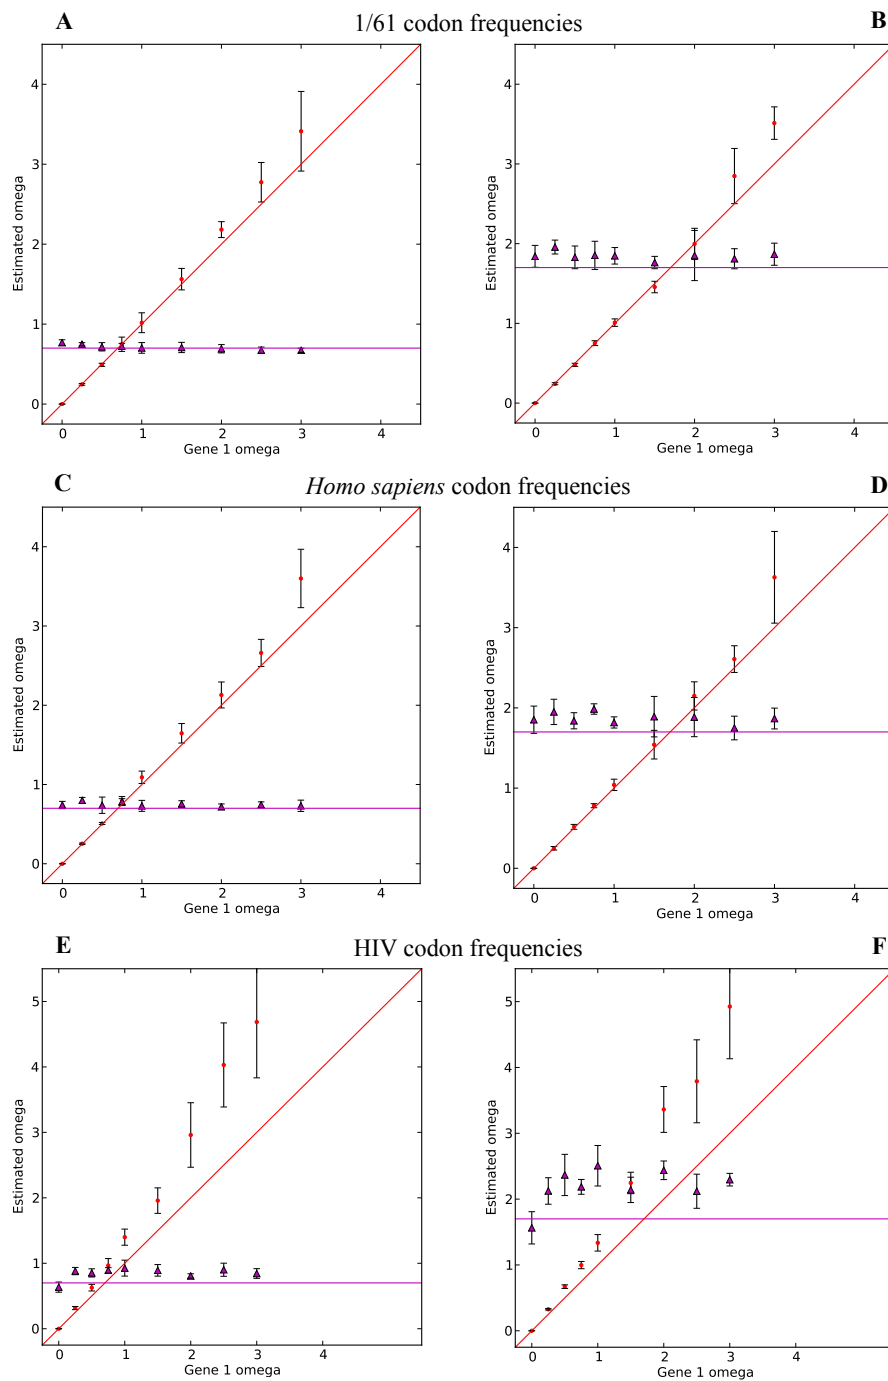 A 1/61 codon frequencies B
4
3
2
1
0
Estimated omega
0 1 2 3 4
Gene 1 omega
4
3
2
1
0
Estimated omega
0 1 2 3 4
Gene 1 omega
C Homo sapiens codon frequencies D
4
3
2
1
0
Estimated omega
0 1 2 3 4
Gene 1 omega
4
3
2
1
0
Estimated omega
0 1 2 3 4
Gene 1 omega
E HIV codon frequencies F
5
4
3
2
1
0
Estimated omega
0 1 2 3 4
Gene 1 omega
5
4
3
2
1
0
Estimated omega
0 1 2 3 4
Gene 1 omega